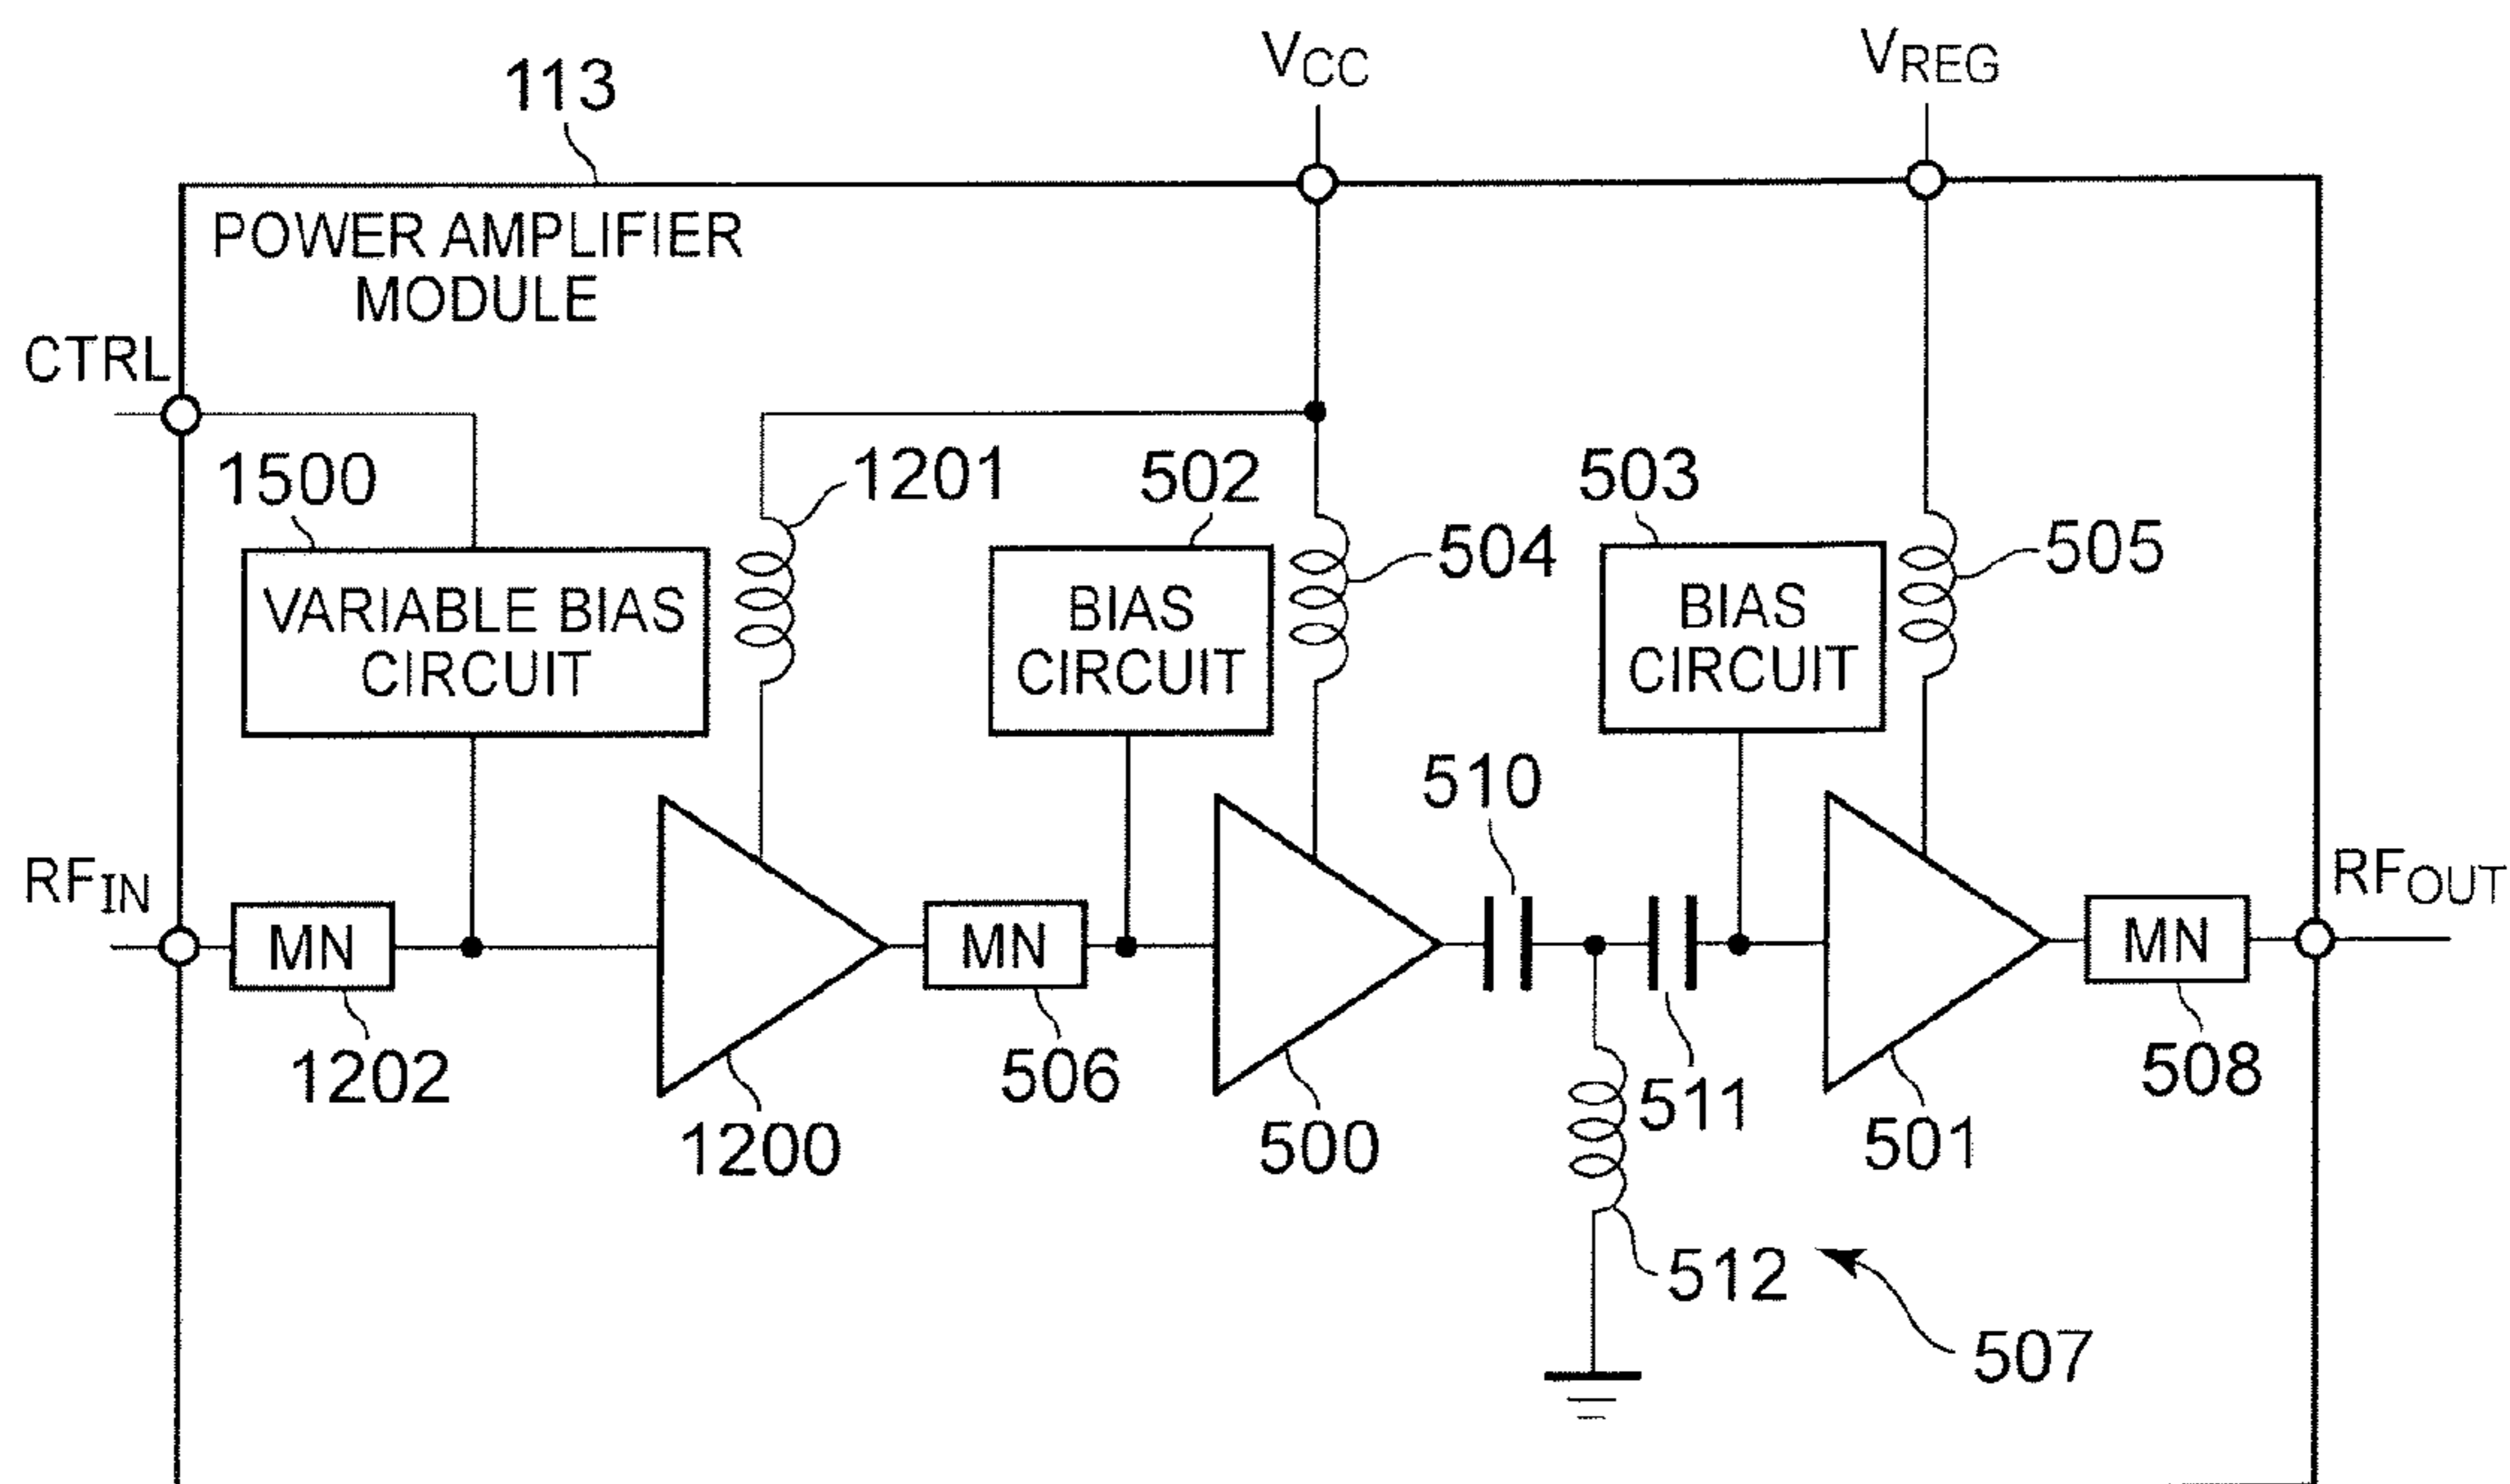 113
VCC
VREG
POWER AMPLIFIER
MODULE
CTRL
1500
1201
502
504
503
505
VARIABLE BIAS
CIRCUIT
BIAS
CIRCUIT
BIAS
CIRCUIT
510
RFIN
MN
MN
MN
RFOUT
1202
1200
506
500
511
501
508
512
507